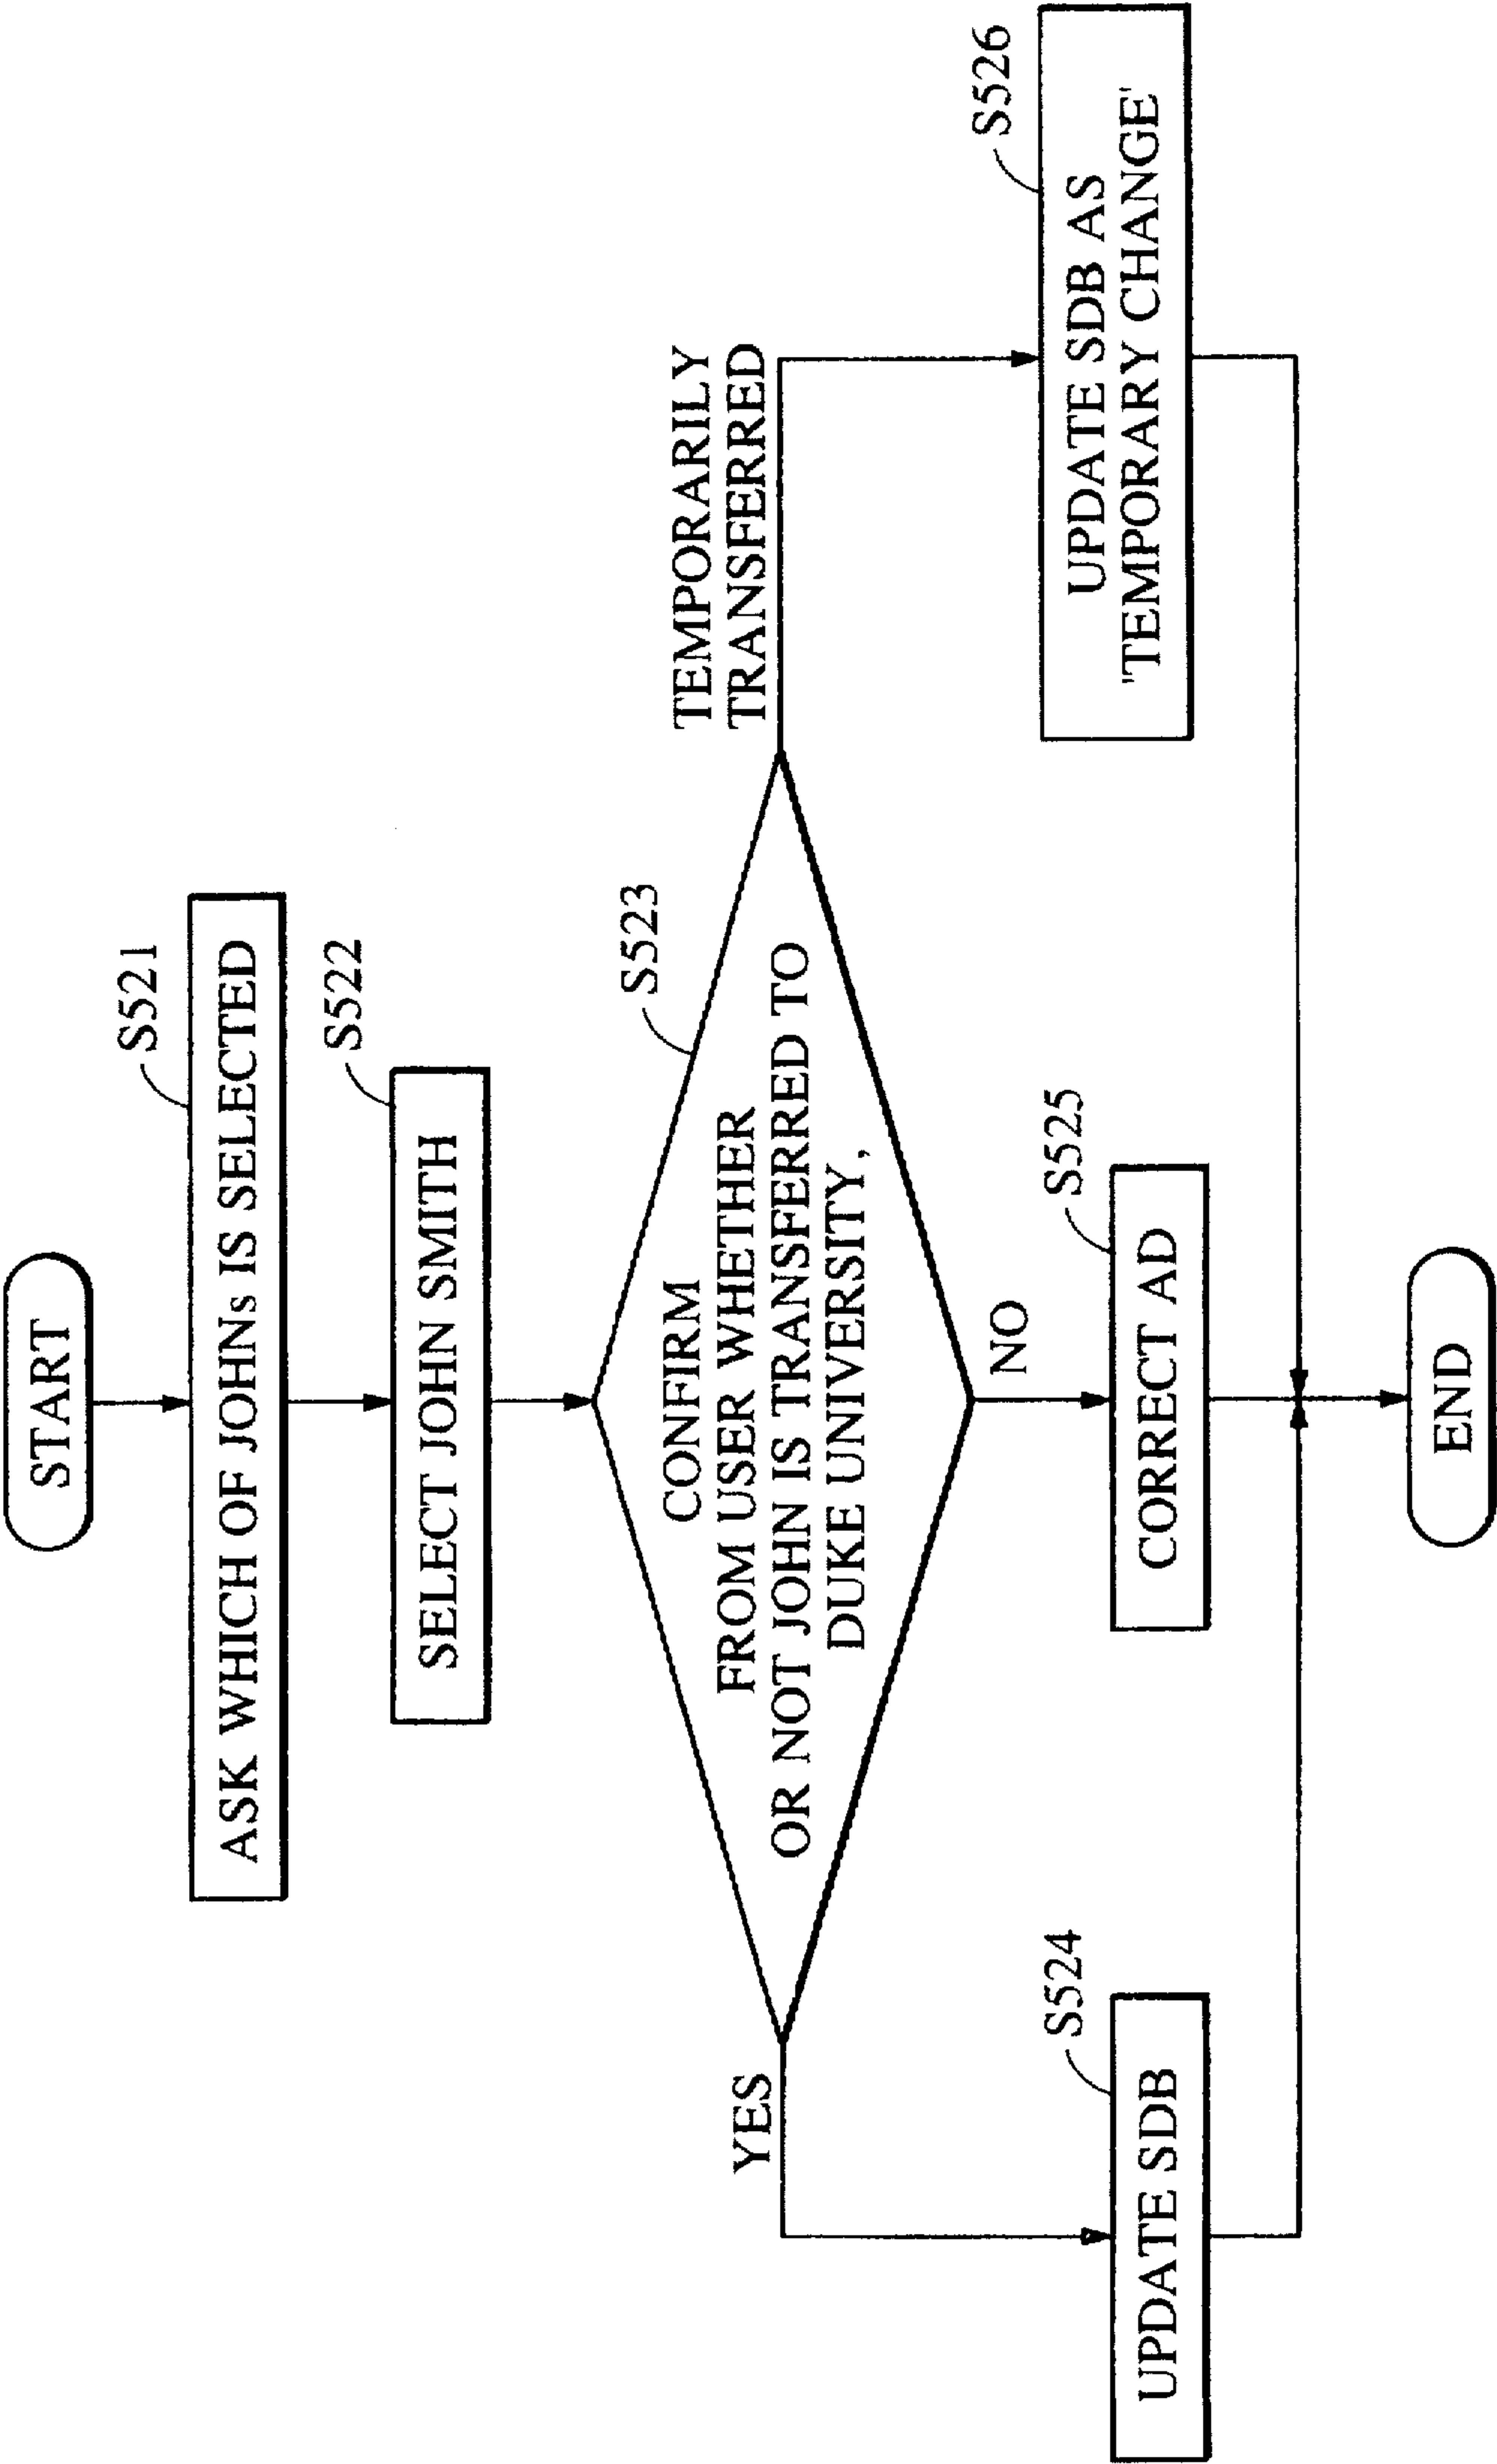 START
S521
ASK WHICH OF JOHNs IS SELECTED
S522
SELECT JOHN SMITH
S523
CONFIRM
FROM USER WHETHER
OR NOT JOHN IS TRANSFERRED TO
DUKE UNIVERSITY,
YES
TEMPORARILY
TRANSFERRED
NO
S524
UPDATE SDB
S525
CORRECT AD
S526
UPDATE SDB AS
'TEMPORARY CHANGE'
END